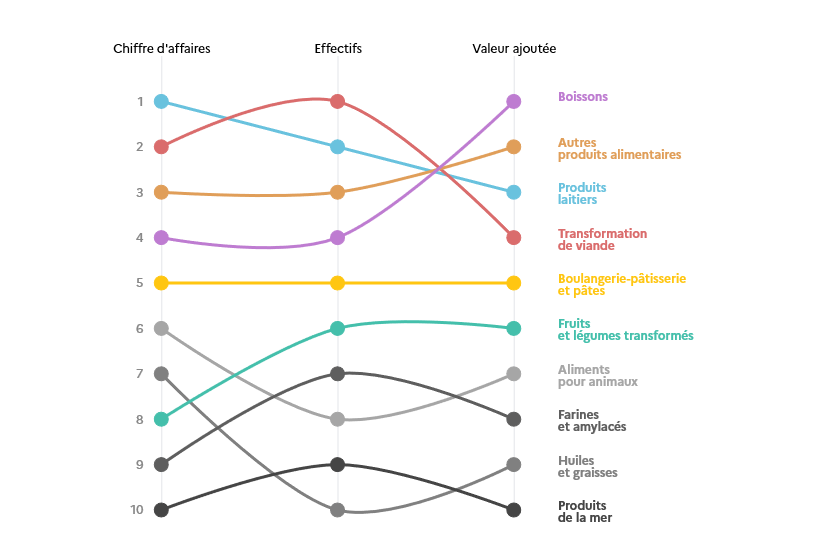 Chiffre d'affaires
Effectifs
Valeur ajoutée
1
Boissons
2
Autres
produits alimentaires
3
Produits
laitiers
4
Transformation
de viande
5
Boulangerie-pâtisserie
et pâtes
6
Fruits
et légumes transformés
7
Aliments
pour animaux
8
Farines
et amylacés
9
Huiles
et graisses
10
Produits
de la mer